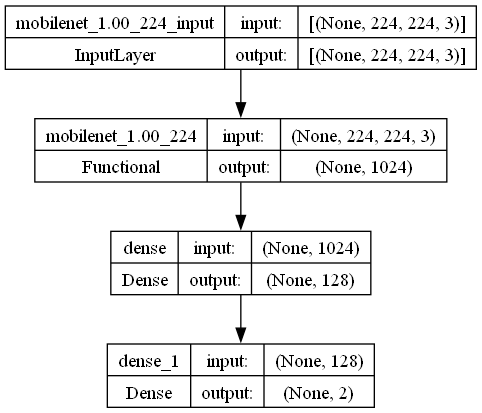 mobilenet_1.00_224_input input: [(None, 224, 224, 3)]
InputLayer output: [(None, 224, 224, 3)]
mobilenet_1.00_224 input: (None, 224, 224, 3)
Functional output: (None, 1024)
dense input: (None, 1024)
Dense output: (None, 128)
dense_1 input: (None, 128)
Dense output: (None, 2)